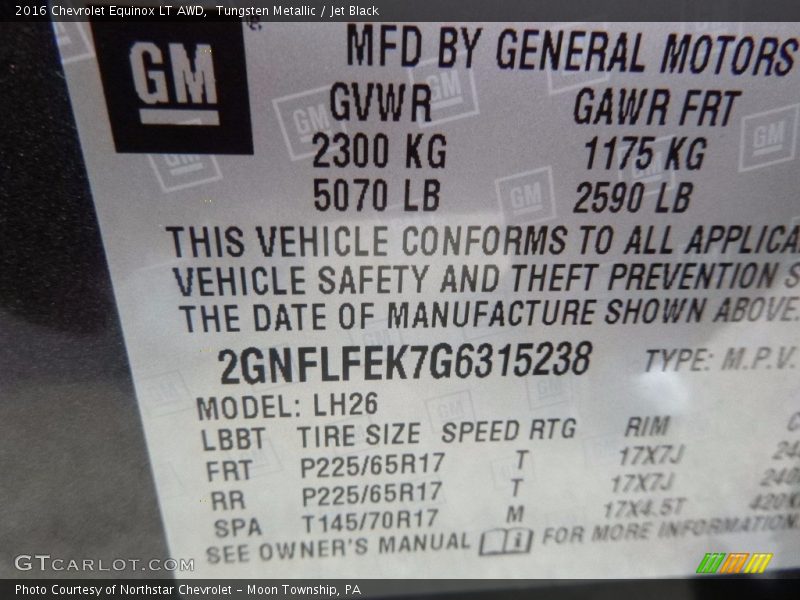 2016 Chevrolet Equinox LT AWD, Tungsten Metallic / Jet Black
GM
MFD BY GENERAL MOTORS
GVWR GAWR FRT
2300 KG 1175 KG
5070 LB 2590 LB
THIS VEHICLE CONFORMS TO ALL APPLICA
VEHICLE SAFETY AND THEFT PREVENTION S
THE DATE OF MANUFACTURE SHOWN ABOVE.
2GNFLFEK7G6315238 TYPE: M.P.V.
MODEL: LH26
LBBT TIRE SIZE SPEED RTG RIM C
FRT P225/65R17 T 17X7J 240
RR P225/65R17 T 17X7J 240
SPA T145/70R17 M 17X4.5T 420K
SEE OWNER'S MANUAL i FOR MORE INFORMATION.
GTCARLOT.COM
Photo Courtesy of Northstar Chevrolet - Moon Township, PA